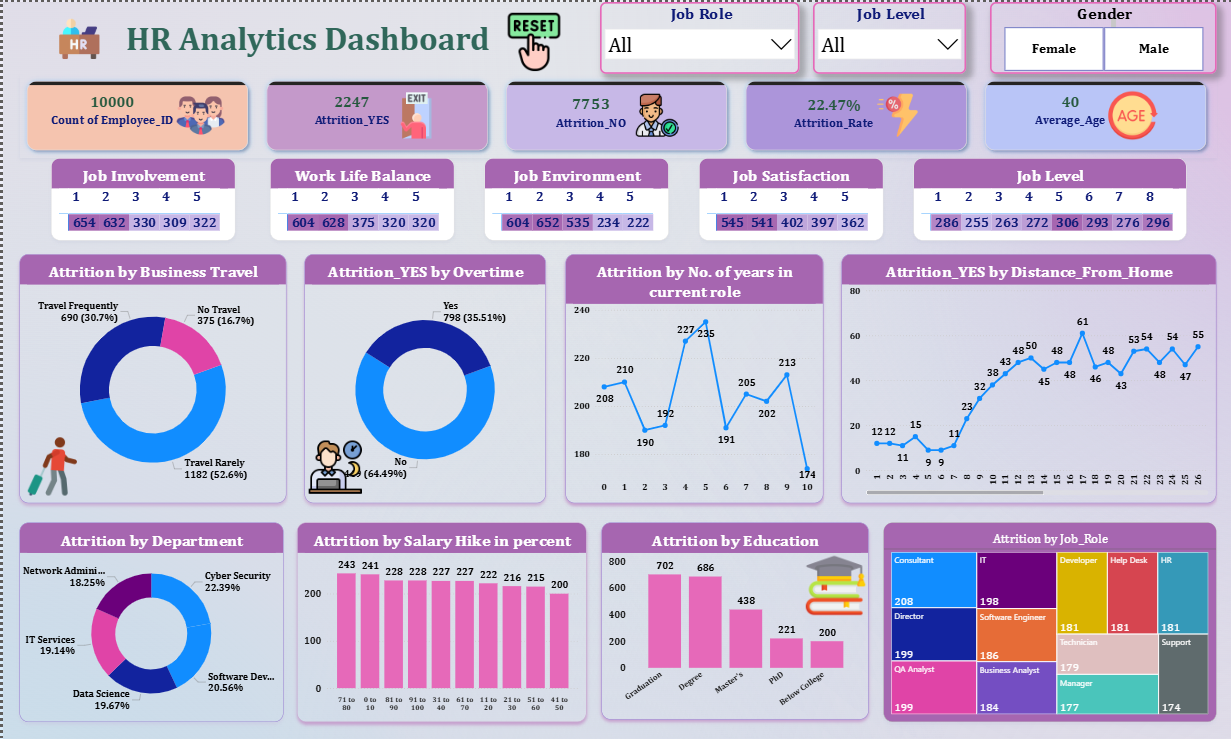 HR Analytics Dashboard
HR
RESET
Job Role
All
Job Level
All
Gender
Female
Male
10000
Count of Employee_ID
2247
Attrition_YES
EXIT
7753
Attrition_NO
22.47%
Attrition_Rate
%
40
Average_Age
AGE
Job Involvement
1 2 3 4 5
654 632 330 309 322
Work Life Balance
1 2 3 4 5
604 628 375 320 320
Job Environment
1 2 3 4 5
604 652 535 234 222
Job Satisfaction
1 2 3 4 5
545 541 402 397 362
Job Level
1 2 3 4 5 6 7 8
286 255 263 272 306 293 276 296
Attrition by Business Travel
Travel Frequently
690 (30.7%)
No Travel
375 (16.7%)
Travel Rarely
1182 (52.6%)
Attrition_YES by Overtime
Yes
798 (35.51%)
No
(64.49%)
Attrition by No. of years in
current role
240
220
200
180
208 210 190 192 227 235 191 205 202 213 174
0 1 2 3 4 5 6 7 8 9 10
Attrition_YES by Distance_From_Home
80
60
40
20
0
12 12 11 15 9 9 11 23 32 38 43 48 50 45 48 48 61 46 48 43 53 54 48 54 47 55
1 2 3 4 5 6 7 8 9 10 11 12 13 14 15 16 17 18 19 20 21 22 23 24 25 26
Attrition by Department
Network Admini...
18.25%
Cyber Security
22.39%
IT Services
19.14%
Software Dev...
20.56%
Data Science
19.67%
Attrition by Salary Hike in percent
200
100
0
243 241 228 228 227 227 222 216 215 200
71 to 80
0 to 10
81 to 90
91 to 100
31 to 40
61 to 70
11 to 20
21 to 30
51 to 60
41 to 50
Attrition by Education
800
600
400
200
0
702 686 438 221 200
Graduation
Degree
Master's
PhD
Below College
Attrition by Job_Role
Consultant
208
Director
199
QA Analyst
199
IT
198
Software Engineer
186
Business Analyst
184
Developer
181
Help Desk
181
HR
181
Technician
179
Manager
177
Support
174